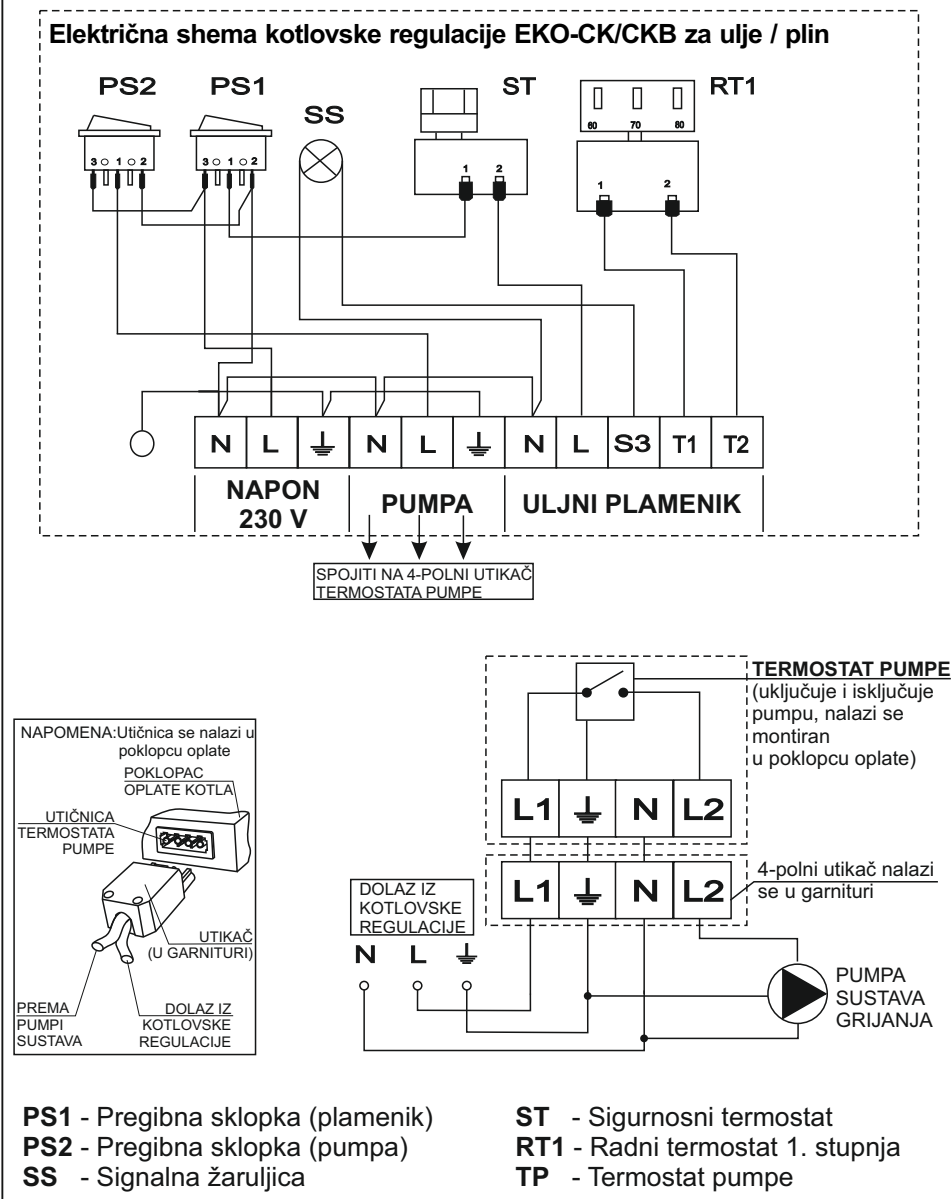 Električna shema kotlovske regulacije EKO-CK/CKB za ulje / plin
PS2 PS1 SS ST RT1
60 70 80
3 1 2 3 1 2
1 2
1 2
N L N L N L S3 T1 T2
NAPON
230 V
PUMPA
ULJNI PLAMENIK
SPOJITI NA 4-POLNI UTIKAČ
TERMOSTATA PUMPE
TERMOSTAT PUMPE
(uključuje i isključuje
pumpu, nalazi se
montiran
u poklopcu oplate)
L1 N L2
L1 N L2
4-polni utikač nalazi
se u garnituri
DOLAZ IZ
KOTLOVSKE
REGULACIJE
N L
PUMPA
SUSTAVA
GRIJANJA
NAPOMENA:Utičnica se nalazi u
poklopcu oplate
POKLOPAC
OPLATE KOTLA
UTIČNICA
TERMOSTATA
PUMPE
UTIKAČ
(U GARNITURI)
PREMA
PUMPI
SUSTAVA
DOLAZ IZ
KOTLOVSKE
REGULACIJE
PS1 - Pregibna sklopka (plamenik)
PS2 - Pregibna sklopka (pumpa)
SS - Signalna žaruljica
ST - Sigurnosni termostat
RT1 - Radni termostat 1. stupnja
TP - Termostat pumpe